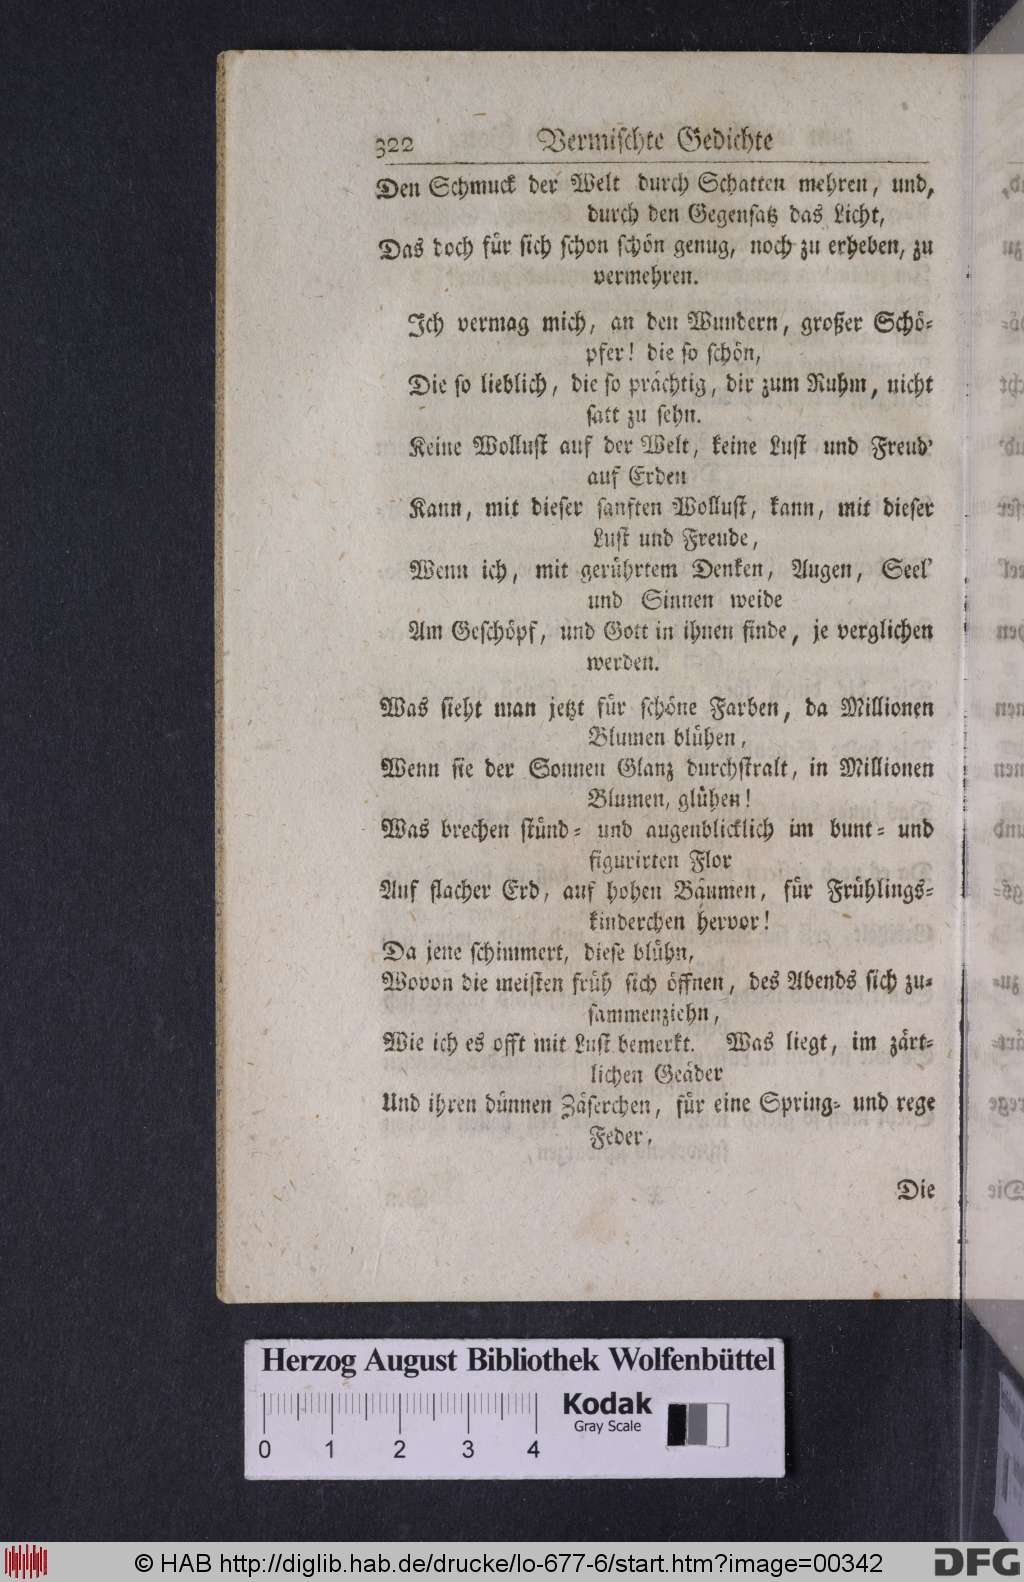 322 Vermischte Gedichte
Den Schmuck der Welt durch Schatten mehren, und,
durch den Gegensatz das Licht,
Das doch für sich schon schön genug, noch zu erheben, zu
vermehren.
Ich vermag mich, an den Wundern, großer Schö-
pfer! die so schön,
Die so lieblich, die so prächtig, dir zum Ruhm, nicht
satt zu sehn.
Keine Wollust auf der Welt, keine Lust und Freud'
auf Erden
Kann, mit dieser sanften Wollust, kann, mit dieser
Lust und Freude,
Wenn ich, mit gerührtem Denken, Augen, Seel'
und Sinnen weide
Am Geschöpf, und Gott in ihnen finde, je verglichen
werden.
Was sieht man jetzt für schöne Farben, da Millionen
Blumen blühen,
Wenn sie der Sonnen Glanz durchstralt, in Millionen
Blumen, glühen!
Was brechen stünd- und augenblicklich im bunt- und
figurirten Flor
Auf flacher Erd, auf hohen Bäumen, für Frühlings-
kinderchen hervor!
Da jene schimmert, diese blühn,
Wovon die meisten früh sich öffnen, des Abends sich zu-
sammenziehn,
Wie ich es offt mit Lust bemerkt. Was liegt, im zärt-
lichen Geäder
Und ihren dünnen Zäserchen, für eine Spring- und rege
Feder,
Die
Herzog August Bibliothek Wolfenbüttel
Kodak
Gray Scale
0 1 2 3 4
© HAB http://diglib.hab.de/drucke/lo-677-6/start.htm?image=00342
DFG